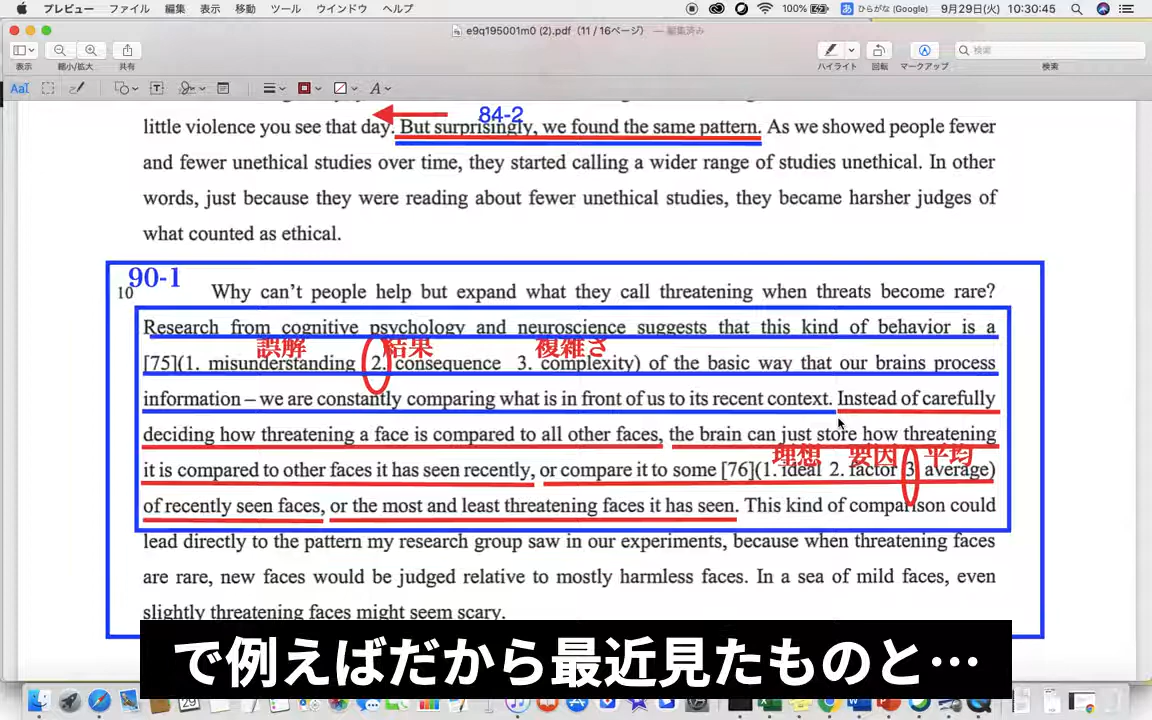 プレビュー ファイル 編集 表示 移動 ツール ウインドウ ヘルプ 100% ひらがな (Google) 9月29日(火) 10:30:45
e9q195001m0 (2).pdf (11 / 16ページ) — 編集済み
検索
表示 縮小/拡大 共有 ハイライト 回転 マークアップ 検索
84-2
little violence you see that day. But surprisingly, we found the same pattern. As we showed people fewer
and fewer unethical studies over time, they started calling a wider range of studies unethical. In other
words, just because they were reading about fewer unethical studies, they became harsher judges of
what counted as ethical.
90-1
10 Why can't people help but expand what they call threatening when threats become rare?
Research from cognitive psychology and neuroscience suggests that this kind of behavior is a
誤解 結果 複雑さ
[75](1. misunderstanding 2. consequence 3. complexity) of the basic way that our brains process
information – we are constantly comparing what is in front of us to its recent context. Instead of carefully
deciding how threatening a face is compared to all other faces, the brain can just store how threatening
理想 要因 平均
it is compared to other faces it has seen recently, or compare it to some [76](1. ideal 2. factor 3. average)
of recently seen faces, or the most and least threatening faces it has seen. This kind of comparison could
lead directly to the pattern my research group saw in our experiments, because when threatening faces
are rare, new faces would be judged relative to mostly harmless faces. In a sea of mild faces, even
slightly threatening faces might seem scary.
で例えばだから最近見たものと…